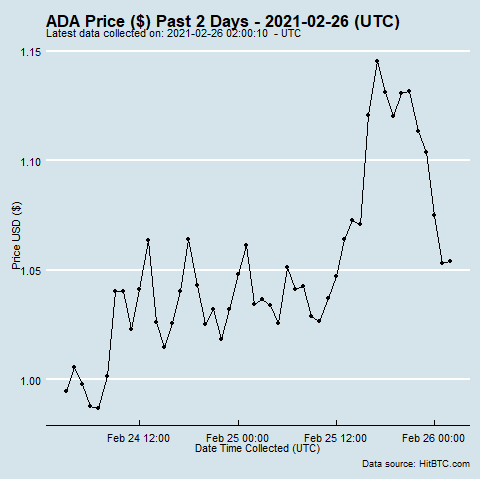 ADA Price ($) Past 2 Days - 2021-02-26 (UTC)
Latest data collected on: 2021-02-26 02:00:10  - UTC
1.15
1.10
1.05
1.00
Price USD ($)
Feb 24 12:00
Feb 25 00:00
Feb 25 12:00
Feb 26 00:00
Date Time Collected (UTC)
Data source: HitBTC.com